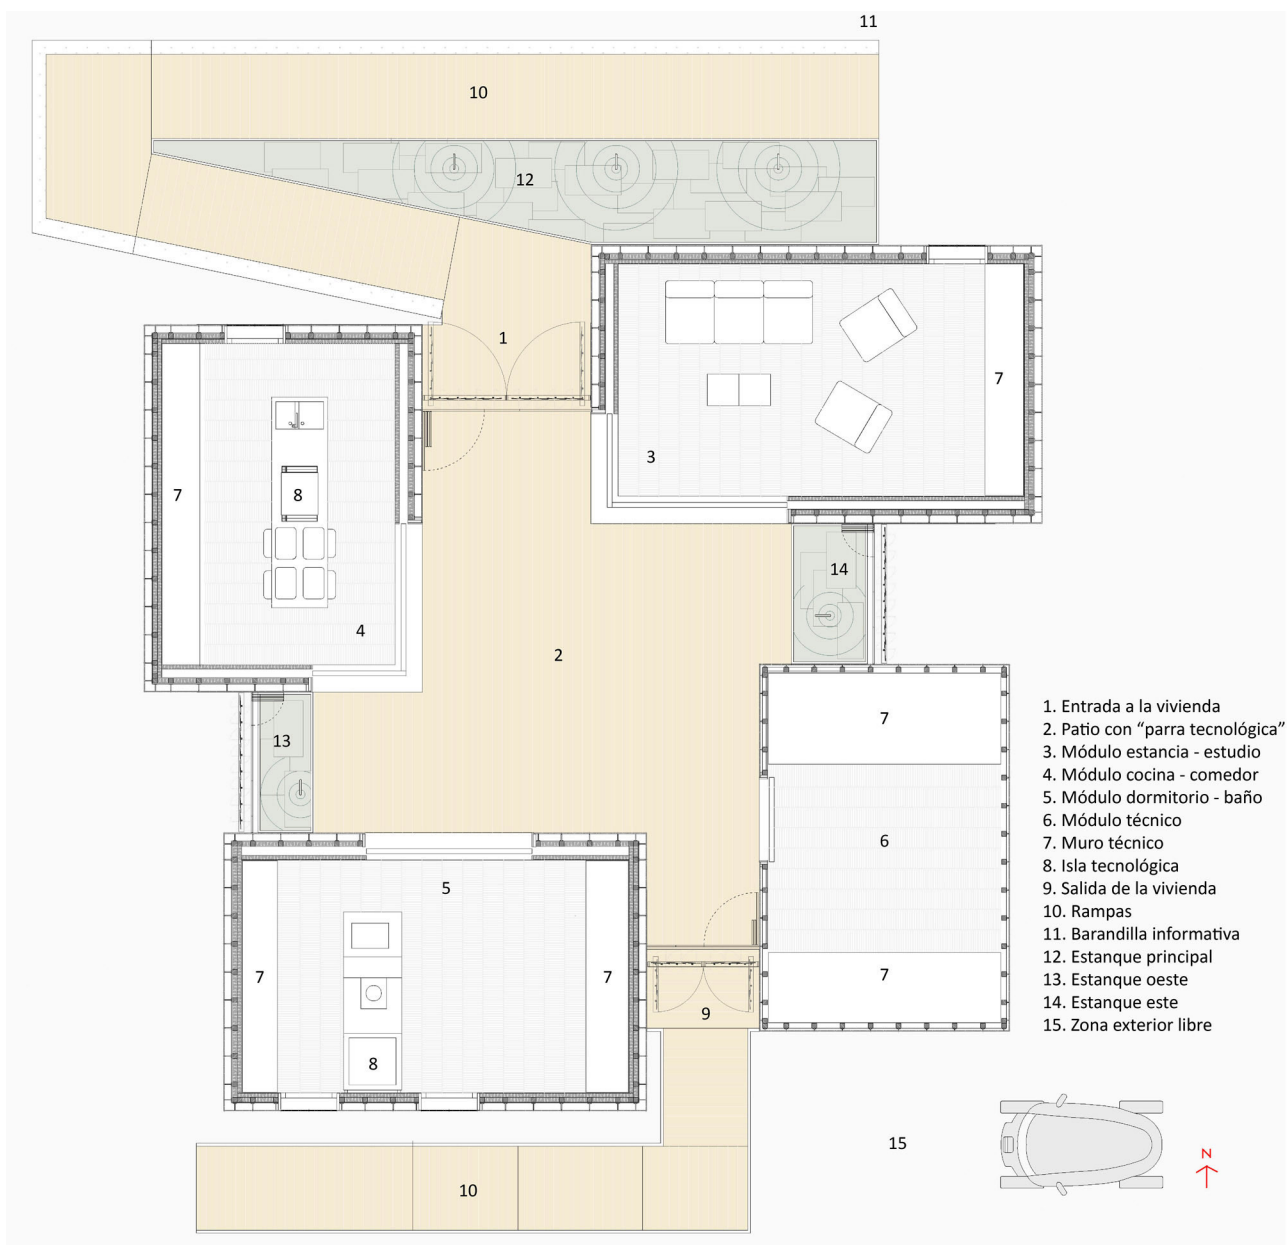 11
10
12
1
7
3
7
8
14
4
2
13
7
6
5
7
7
7
9
8
15
10
N
1. Entrada a la vivienda
2. Patio con “parra tecnológica”
3. Módulo estancia - estudio
4. Módulo cocina - comedor
5. Módulo dormitorio - baño
6. Módulo técnico
7. Muro técnico
8. Isla tecnológica
9. Salida de la vivienda
10. Rampas
11. Barandilla informativa
12. Estanque principal
13. Estanque oeste
14. Estanque este
15. Zona exterior libre